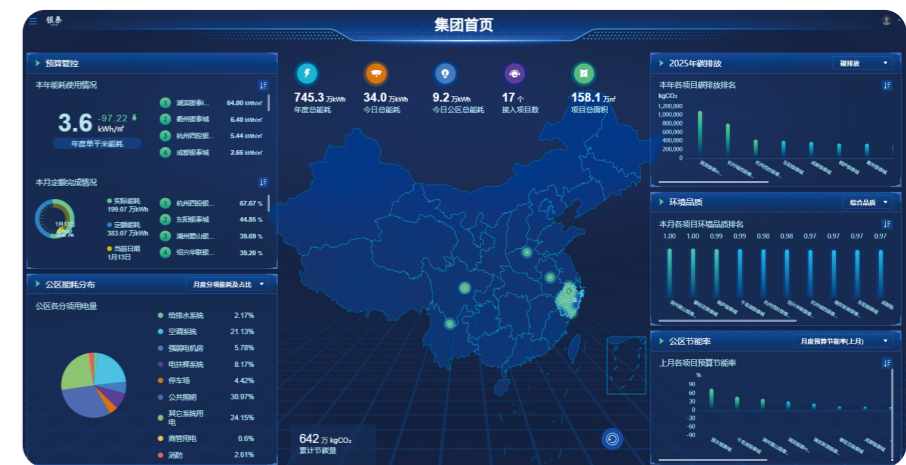 银泰
集团首页
预算管控
本年能耗使用情况
3.6
-97.22
kWh/㎡
年度单平米能耗
1 湖滨银泰i... 64.00 kWh/㎡
2 衢州银泰城 6.40 kWh/㎡
3 杭州西投银... 5.44 kWh/㎡
4 成都银泰城 2.66 kWh/㎡
本月定额完成情况
实际能耗
199.07 万kWh
定额能耗
383.07 万kWh
当前日期
1月13日
1 杭州西投银... 67.67 %
2 东阳银泰城 44.85 %
3 湖州爱山银... 39.69 %
4 绍兴华联银... 39.20 %
公区能耗分布
月度分项能耗及占比
公区各分项用电量
给排水系统 2.17%
空调系统 21.13%
强弱电机房 5.78%
电扶梯系统 8.17%
停车场 4.42%
公共照明 30.97%
其它系统用电 24.15%
商管用电 0.6%
消防 2.61%
745.3 万kWh
年度总能耗
34.0 万kWh
今日总能耗
9.2 万kWh
今日公区总能耗
17 个
接入项目数
158.1 万㎡
项目总面积
642 万 kgCO₂
累计节碳量
2025年碳排放
碳排放
本年各项目碳排放排名
kgCO₂
1,200,000
1,000,000
800,000
600,000
400,000
200,000
0
环境品质
综合品质
本月各项目环境品质排名
1.00 1.00 0.99 0.99 0.98 0.98 0.97 0.97 0.97 0.97
公区节能率
月度预算节能率(上月)
上月各项目预算节能率
%
90
60
30
0
-30
-60
-90